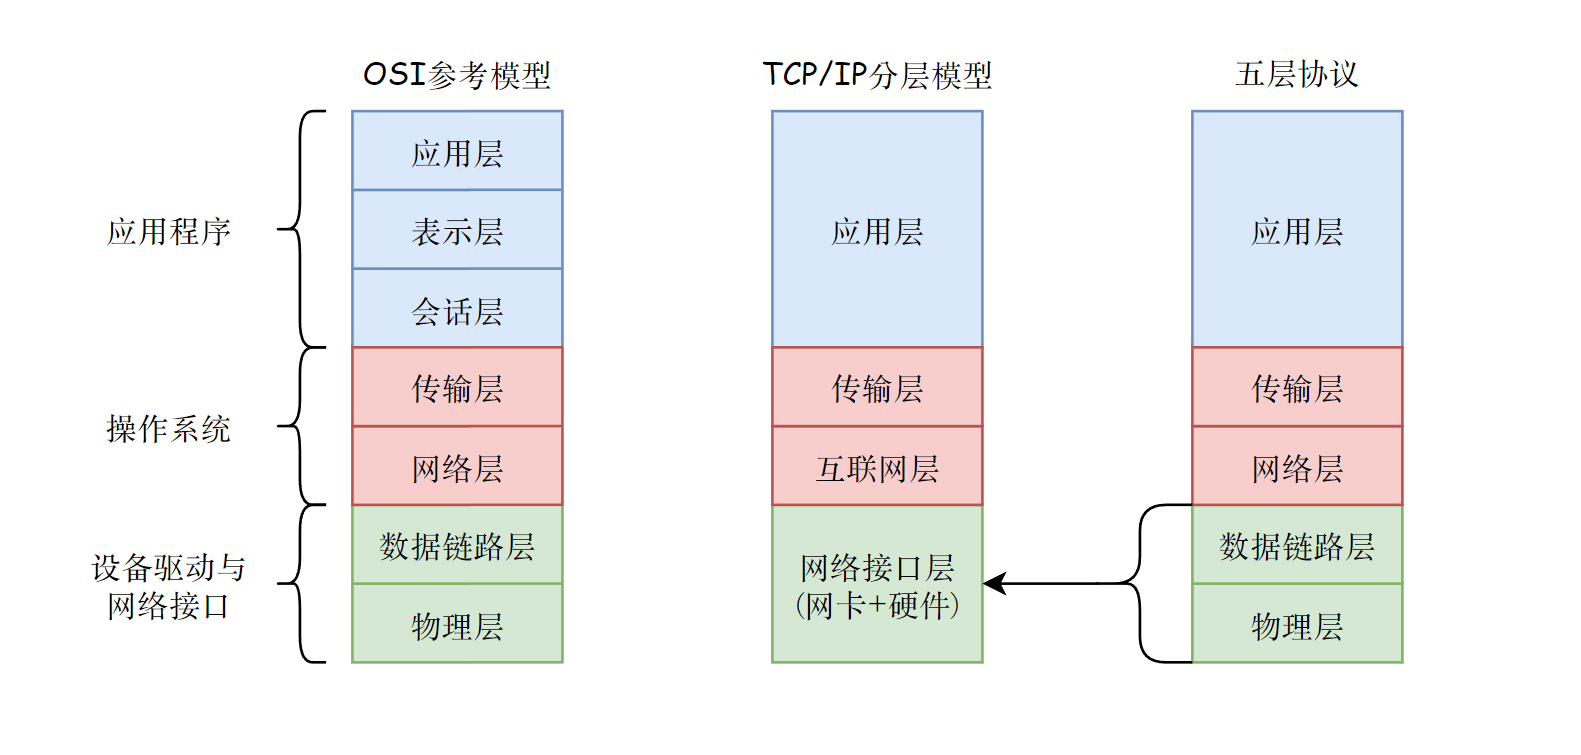 OSI参考模型
TCP/IP分层模型
五层协议
应用程序
操作系统
设备驱动与
网络接口
应用层
表示层
会话层
传输层
网络层
数据链路层
物理层
应用层
传输层
互联网层
网络接口层
(网卡+硬件)
应用层
传输层
网络层
数据链路层
物理层